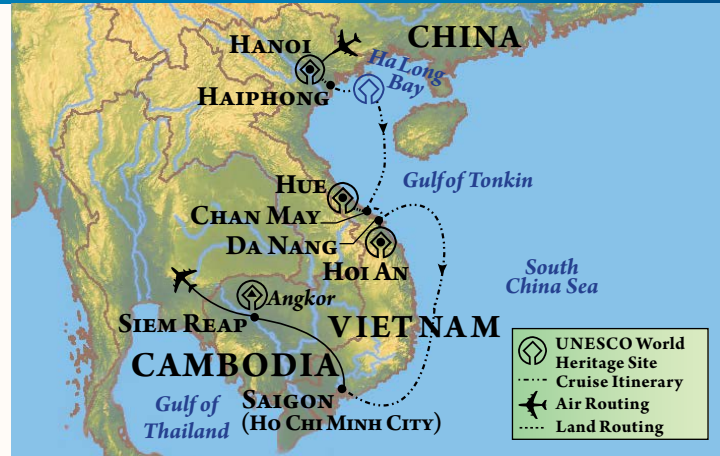 CHINA
HANOI
Ha Long
Bay
HAIPHONG
Gulf of Tonkin
HUE
CHAN MAY
DA NANG
HOI AN
South
China Sea
Angkor
SIEM REAP
VIETNAM
CAMBODIA
SAIGON
(HO CHI MINH CITY)
Gulf of
Thailand
UNESCO World
Heritage Site
Cruise Itinerary
Air Routing
Land Routing